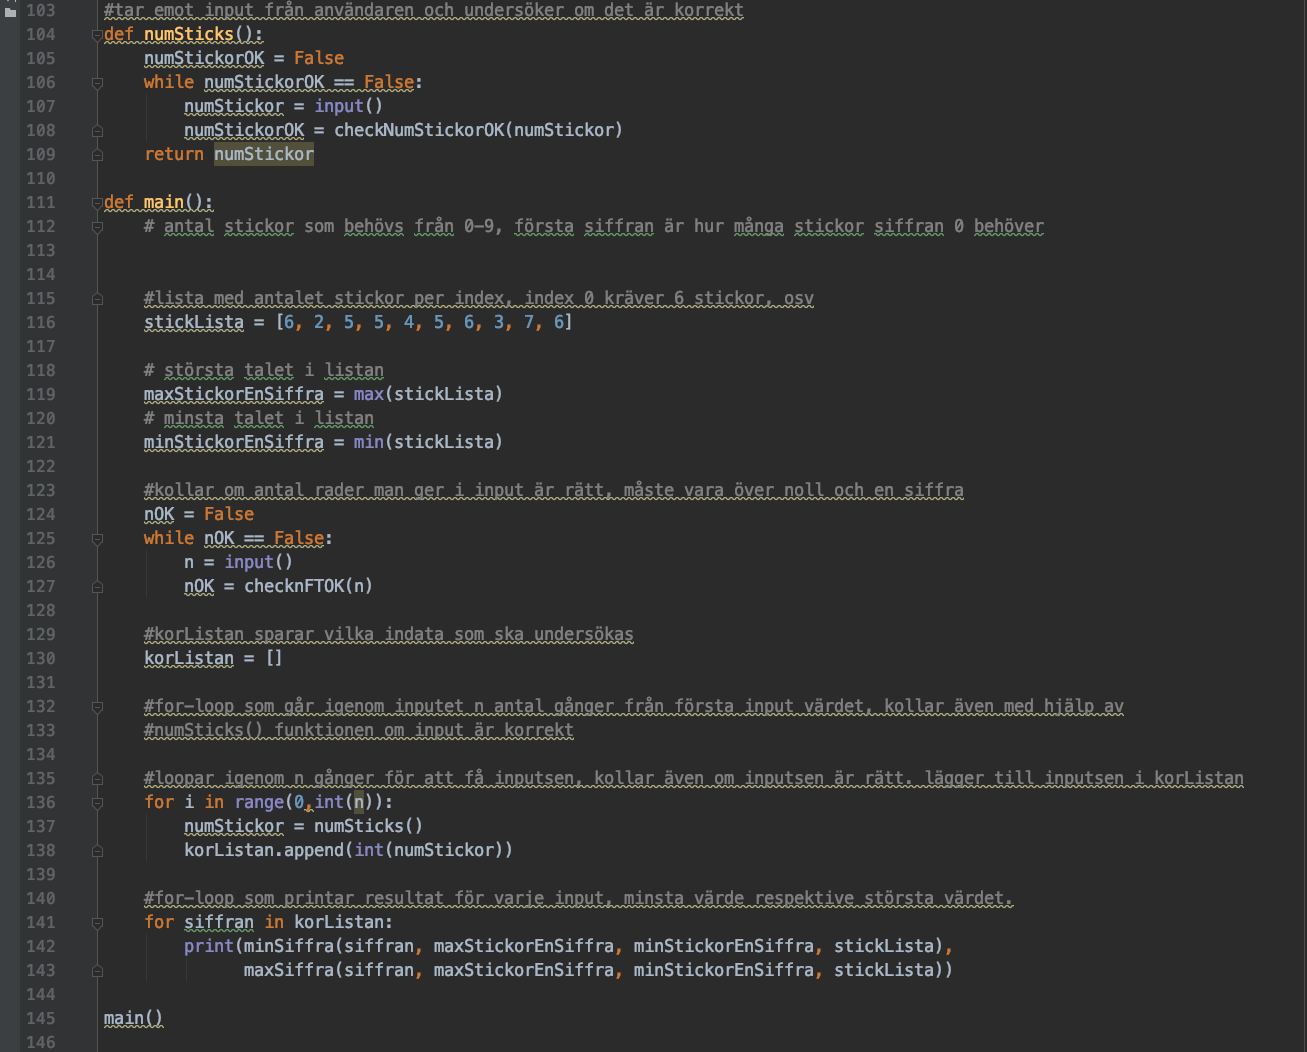 103 #tar emot input från användaren och undersöker om det är korrekt
104 def numSticks():
105     numStickorOK = False
106     while numStickorOK == False:
107         numStickor = input()
108         numStickorOK = checkNumStickorOK(numStickor)
109     return numStickor
110
111 def main():
112     # antal stickor som behövs från 0-9, första siffran är hur många stickor siffran 0 behöver
113
114
115     #lista med antalet stickor per index, index 0 kräver 6 stickor, osv
116     stickLista = [6, 2, 5, 5, 4, 5, 6, 3, 7, 6]
117
118     # största talet i listan
119     maxStickorEnSiffra = max(stickLista)
120     # minsta talet i listan
121     minStickorEnSiffra = min(stickLista)
122
123     #kollar om antal rader man ger i input är rätt, måste vara över noll och en siffra
124     nOK = False
125     while nOK == False:
126         n = input()
127         nOK = checknFTOK(n)
128
129     #korListan sparar vilka indata som ska undersökas
130     korListan = []
131
132     #for-loop som går igenom inputet n antal gånger från första input värdet, kollar även med hjälp av
133     #numSticks() funktionen om input är korrekt
134
135     #loopar igenom n gånger för att få inputsen, kollar även om inputsen är rätt. lägger till inputsen i korListan
136     for i in range(0,int(n)):
137         numStickor = numSticks()
138         korListan.append(int(numStickor))
139
140     #for-loop som printar resultat för varje input, minsta värde respektive största värdet.
141     for siffran in korListan:
142         print(minSiffra(siffran, maxStickorEnSiffra, minStickorEnSiffra, stickLista),
143               maxSiffra(siffran, maxStickorEnSiffra, minStickorEnSiffra, stickLista))
144
145 main()
146